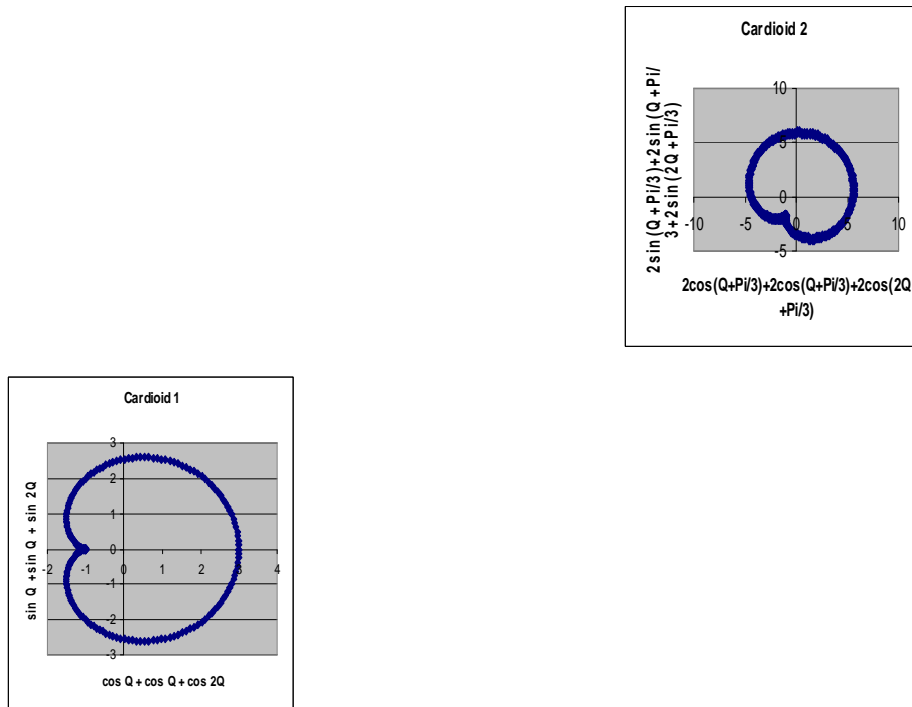 Cardioid 2
2sin(Q+Pi/3)+2sin(Q+Pi/
3+2sin(2Q+Pi/3)
10
5
0
-5
-10 -5 0 5 10
2cos(Q+Pi/3)+2cos(Q+Pi/3)+2cos(2Q
+Pi/3)
Cardioid 1
sin Q +sin Q + sin 2Q
3
2
1
0
-1
-2
-3
-2 -1 0 1 2 3 4
cos Q + cos Q + cos 2Q